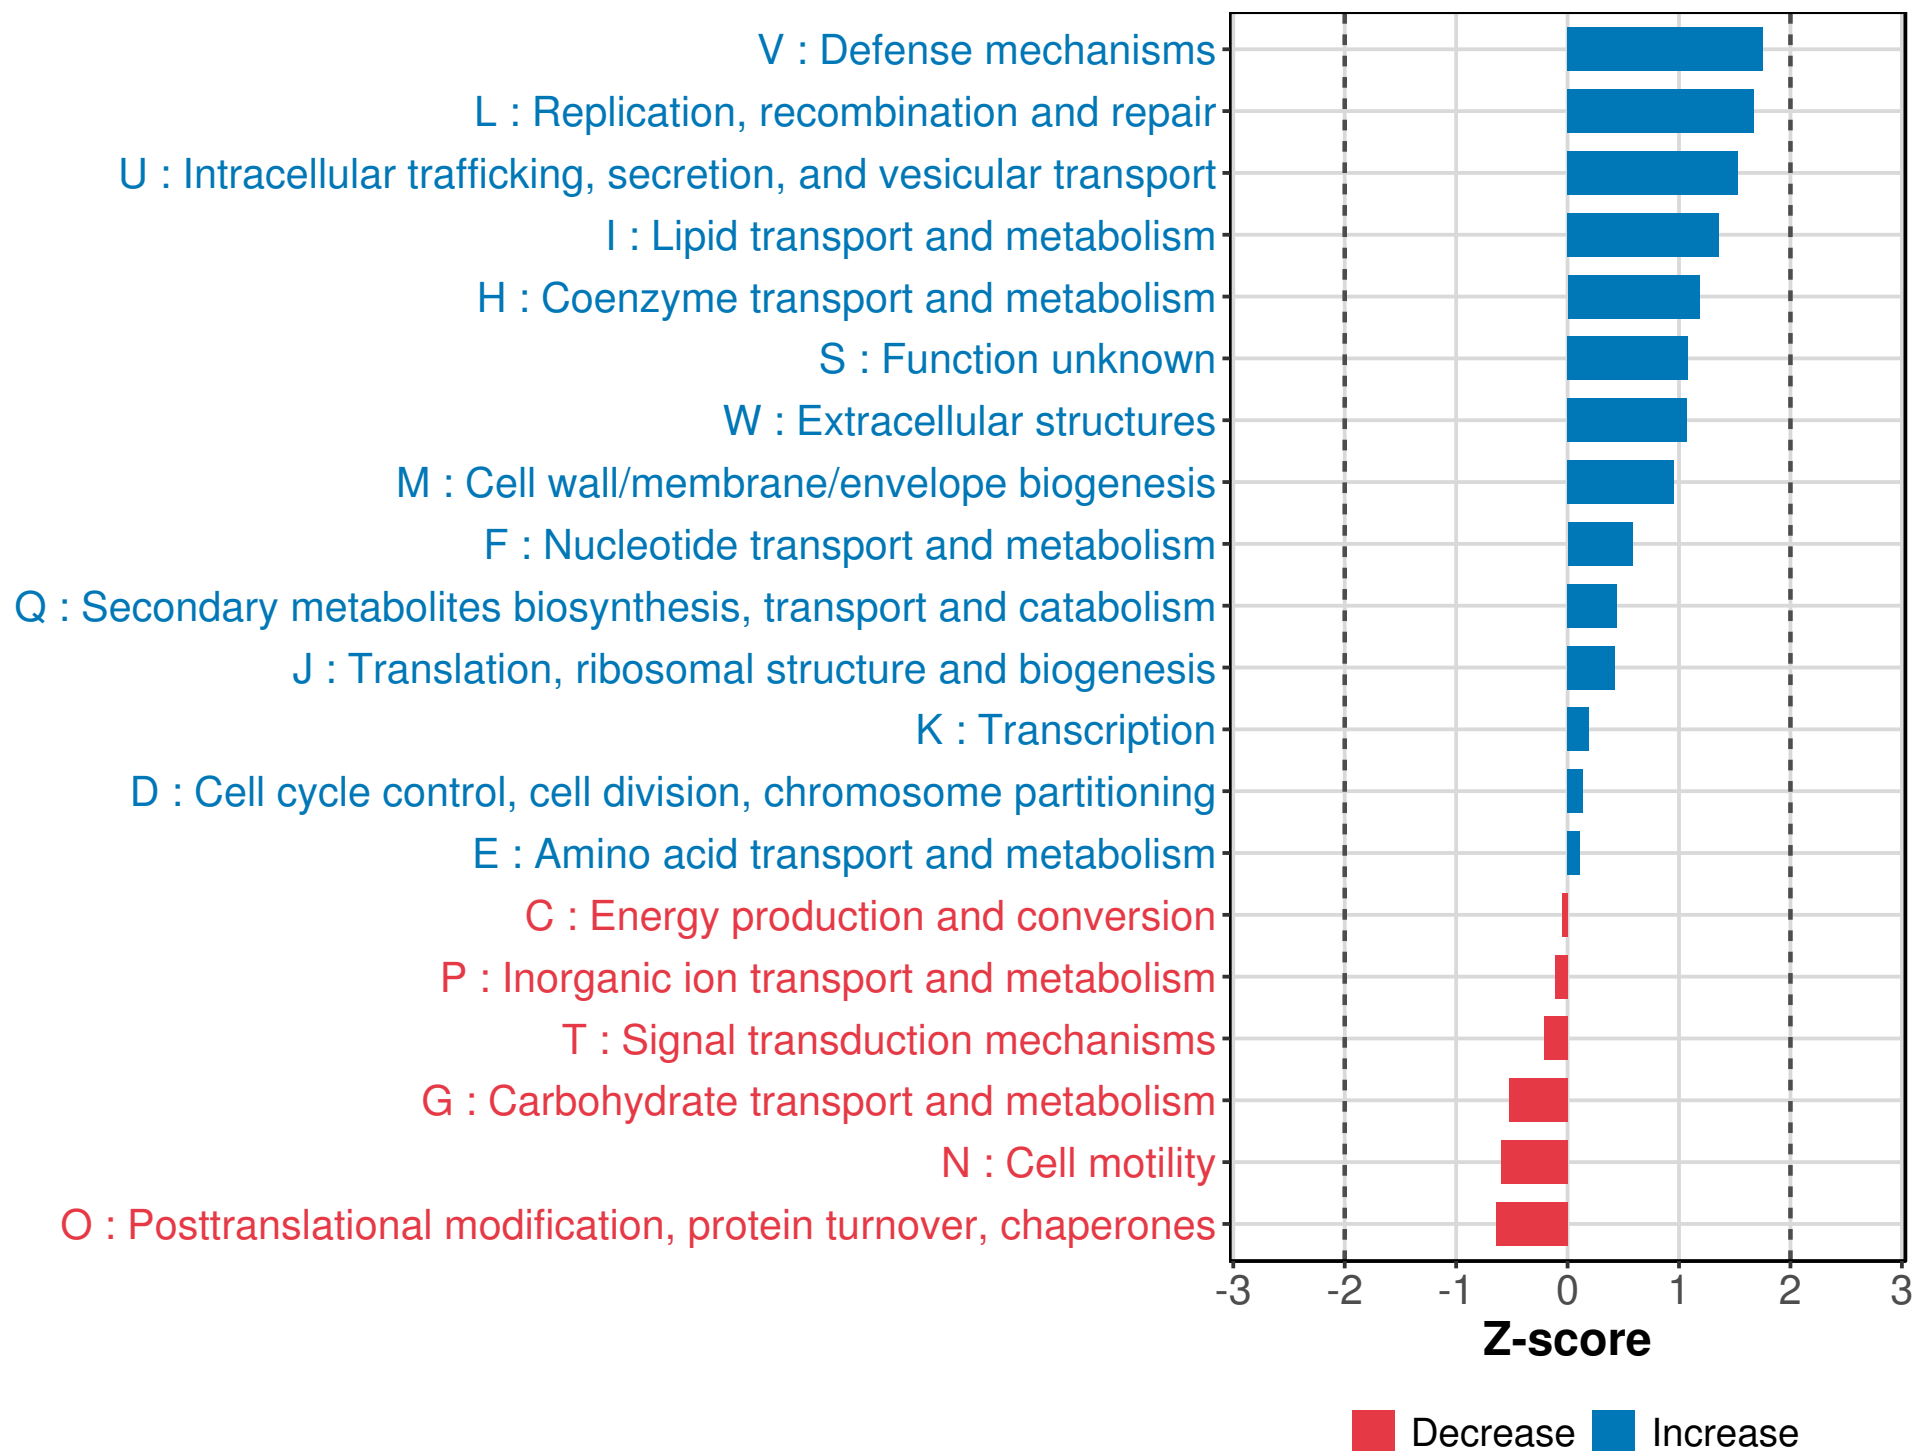 V : Defense mechanisms
L : Replication, recombination and repair
U : Intracellular trafficking, secretion, and vesicular transport
I : Lipid transport and metabolism
H : Coenzyme transport and metabolism
S : Function unknown
W : Extracellular structures
M : Cell wall/membrane/envelope biogenesis
F : Nucleotide transport and metabolism
Q : Secondary metabolites biosynthesis, transport and catabolism
J : Translation, ribosomal structure and biogenesis
K : Transcription
D : Cell cycle control, cell division, chromosome partitioning
E : Amino acid transport and metabolism
C : Energy production and conversion
P : Inorganic ion transport and metabolism
T : Signal transduction mechanisms
G : Carbohydrate transport and metabolism
N : Cell motility
O : Posttranslational modification, protein turnover, chaperones
-3 -2 -1 0 1 2 3
Z-score
Decrease Increase